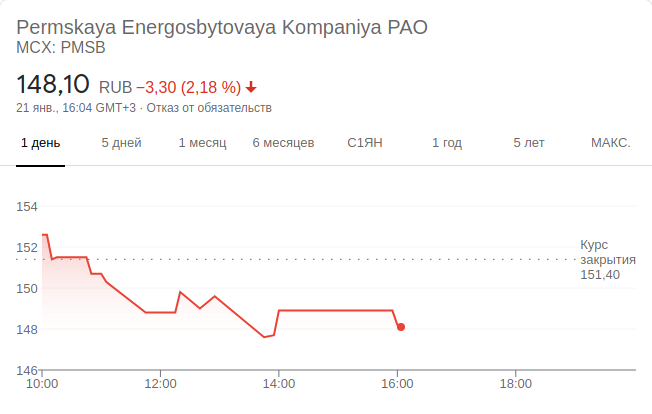 Permskaya Energosbytovaya Kompaniya PAO
MCX: PMSB
148,10 RUB −3,30 (2,18 %)
21 янв., 16:04 GMT+3 · Отказ от обязательств
1 день 5 дней 1 месяц 6 месяцев С1ЯН 1 год 5 лет МАКС.
154
152
150
148
146
Курс
закрытия
151,40
10:00 12:00 14:00 16:00 18:00